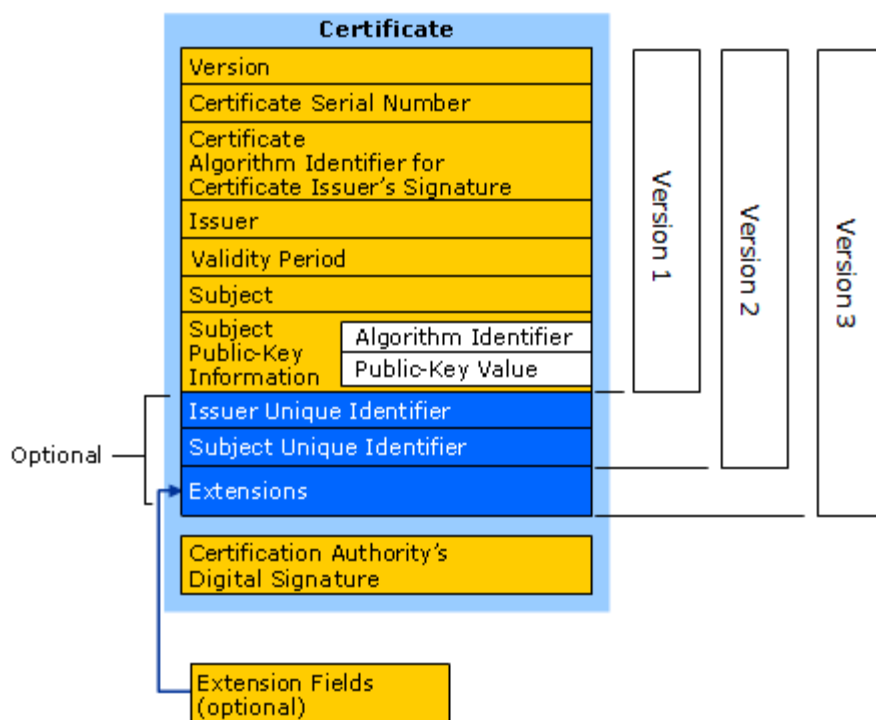 Certificate
Version
Certificate Serial Number
Certificate
Algorithm Identifier for
Certificate Issuer’s Signature
Issuer
Validity Period
Subject
Subject
Public-Key
Information
Algorithm Identifier
Public-Key Value
Issuer Unique Identifier
Subject Unique Identifier
Extensions
Optional
Certification Authority’s
Digital Signature
Extension Fields
(optional)
Version 1
Version 2
Version 3